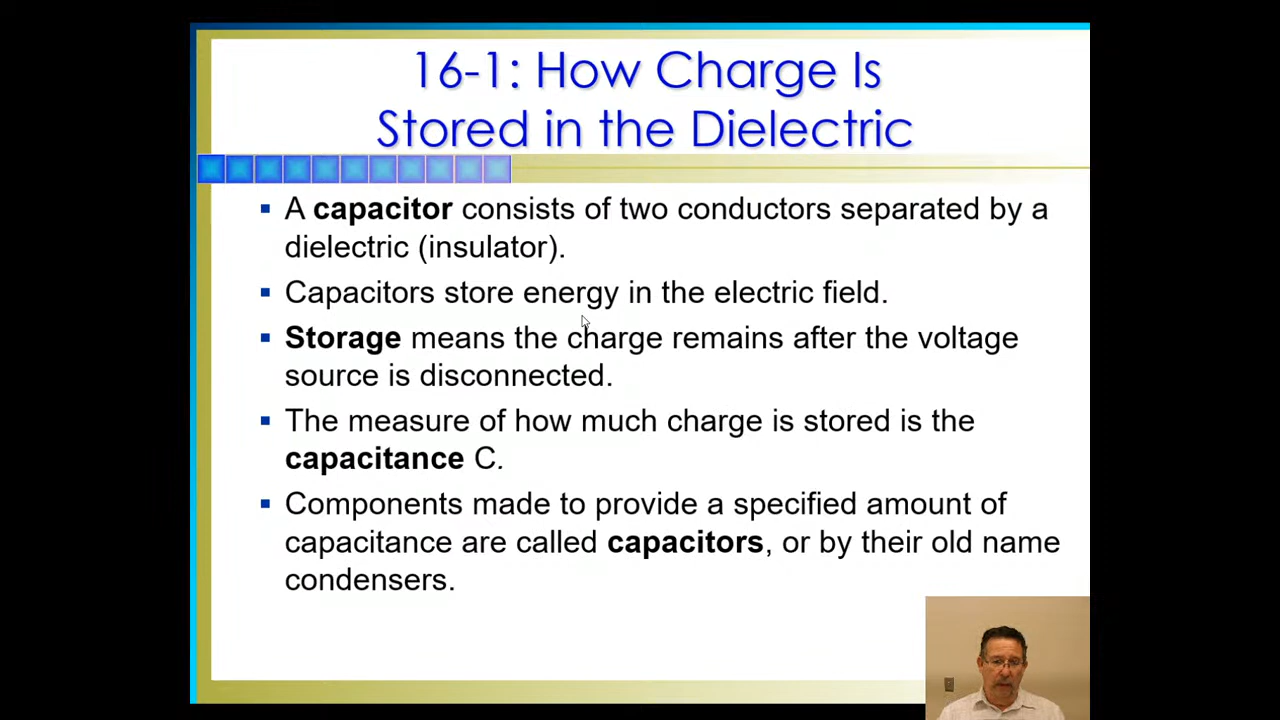 16-1: How Charge Is
Stored in the Dielectric
▪ A capacitor consists of two conductors separated by a
dielectric (insulator).
▪ Capacitors store energy in the electric field.
▪ Storage means the charge remains after the voltage
source is disconnected.
▪ The measure of how much charge is stored is the
capacitance C.
▪ Components made to provide a specified amount of
capacitance are called capacitors, or by their old name
condensers.